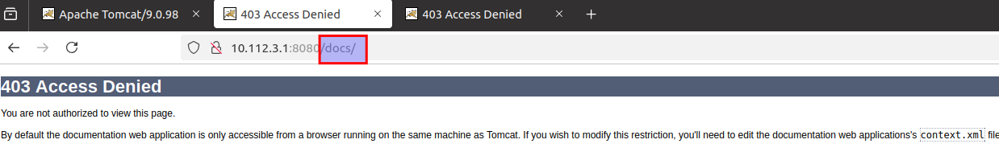 Apache Tomcat/9.0.98
403 Access Denied
403 Access Denied
10.112.3.1:8080/docs/
403 Access Denied
You are not authorized to view this page.
By default the documentation web application is only accessible from a browser running on the same machine as Tomcat. If you wish to modify this restriction, you'll need to edit the documentation web applications's context.xml file